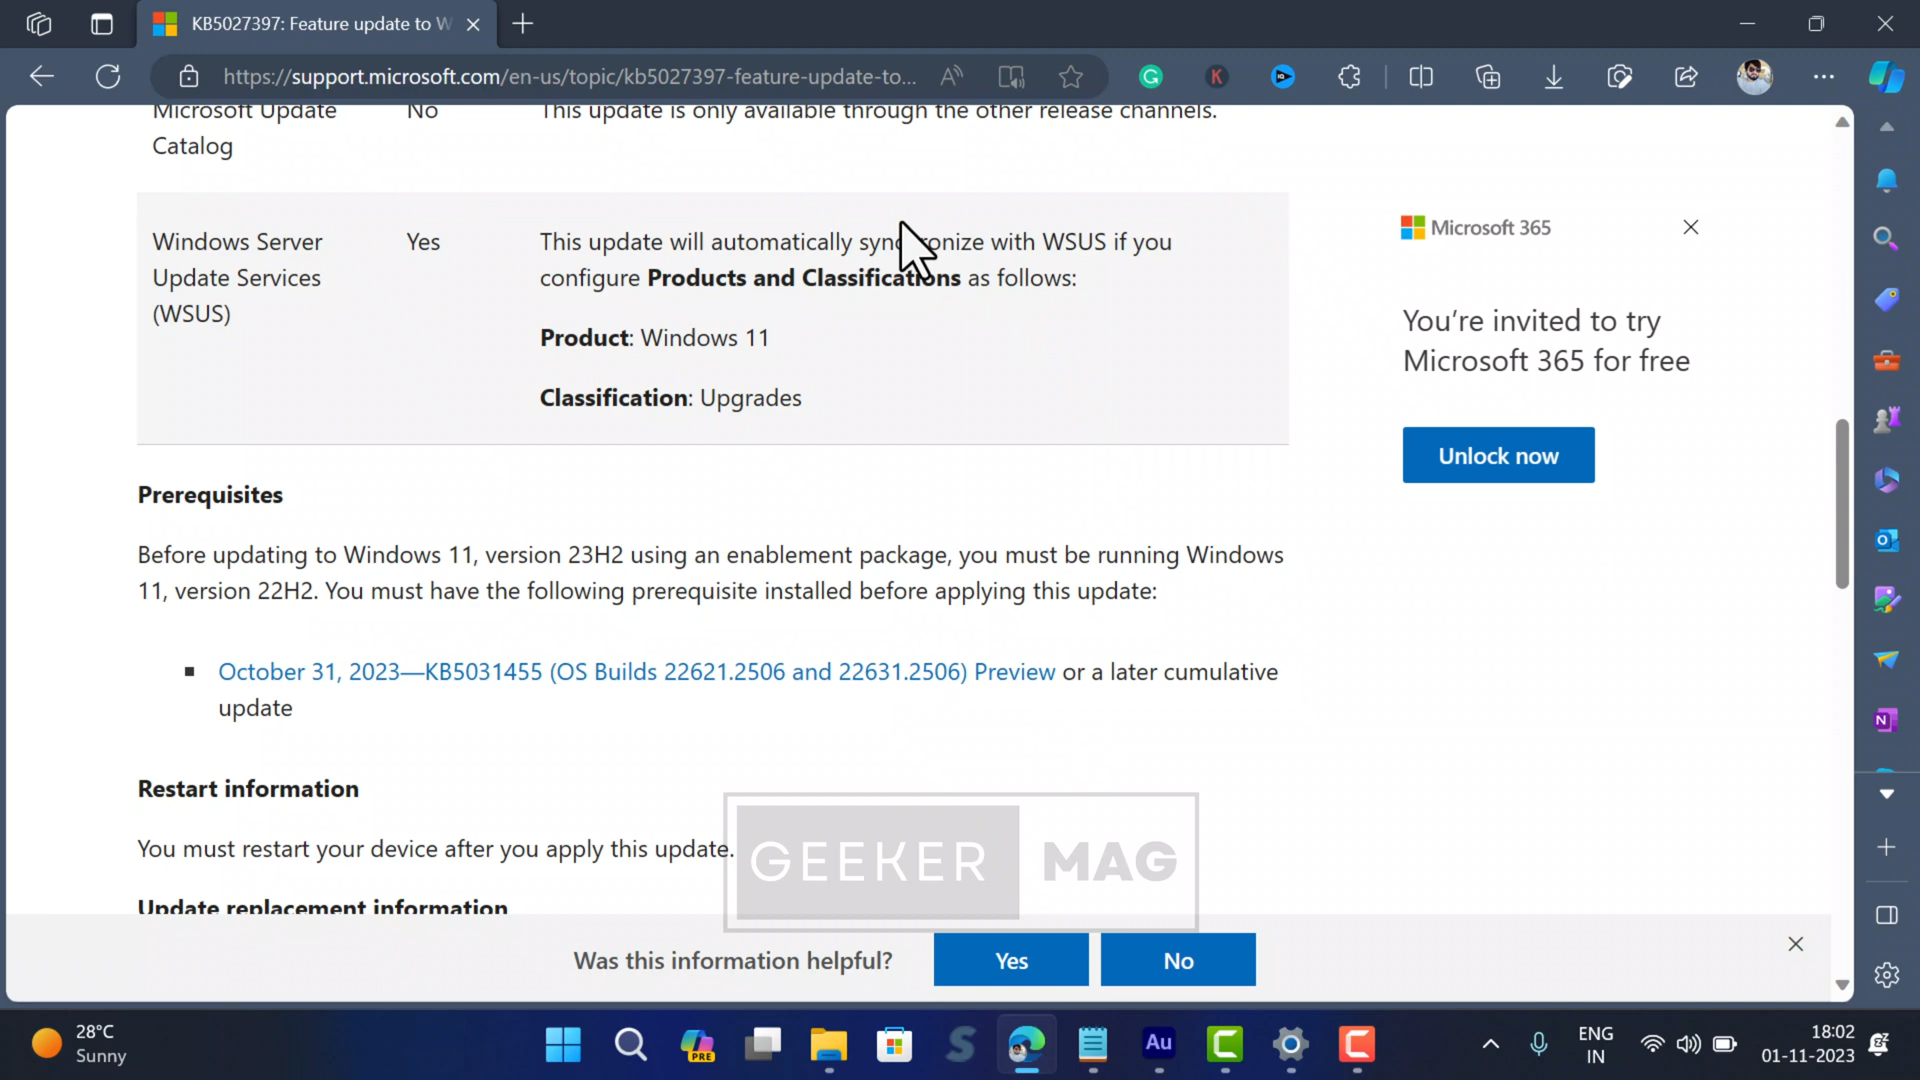 KB5027397: Feature update to W
https://support.microsoft.com/en-us/topic/kb5027397-feature-update-to...
Microsoft Update
Catalog
No
This update is only available through the other release channels.
Windows Server
Update Services
(WSUS)
Yes
This update will automatically synchronize with WSUS if you
configure Products and Classifications as follows:
Product: Windows 11
Classification: Upgrades
Prerequisites
Before updating to Windows 11, version 23H2 using an enablement package, you must be running Windows
11, version 22H2. You must have the following prerequisite installed before applying this update:
▪ October 31, 2023—KB5031455 (OS Builds 22621.2506 and 22631.2506) Preview or a later cumulative
update
Restart information
You must restart your device after you apply this update.
Update replacement information
Microsoft 365
You're invited to try
Microsoft 365 for free
Unlock now
GEEKER MAG
Was this information helpful?
Yes
No
28°C
Sunny
PRE
Au
ENG
IN
18:02
01-11-2023